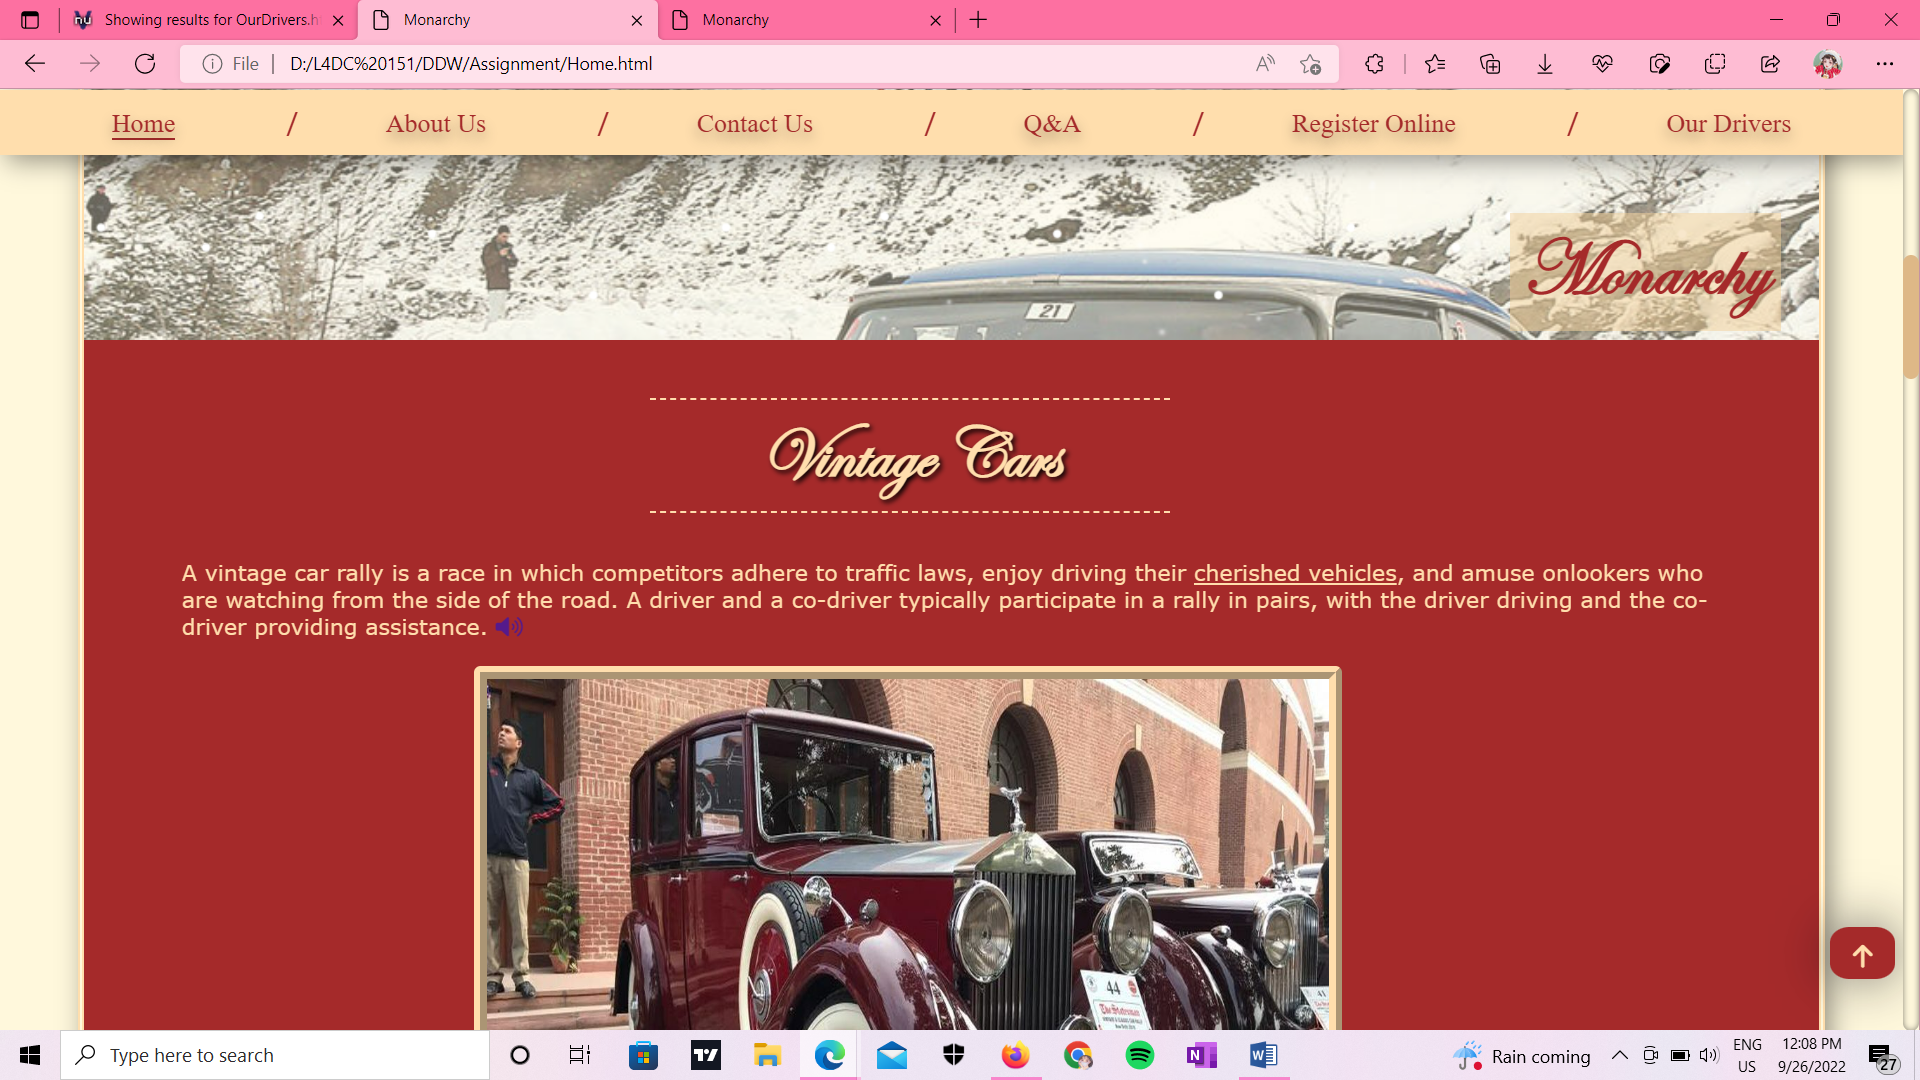 Showing results for OurDrivers.h
Monarchy
Monarchy
File
D:/L4DC%20151/DDW/Assignment/Home.html
Home / About Us / Contact Us / Q&A / Register Online / Our Drivers
21
Monarchy
Vintage Cars
A vintage car rally is a race in which competitors adhere to traffic laws, enjoy driving their cherished vehicles, and amuse onlookers who
are watching from the side of the road. A driver and a co-driver typically participate in a rally in pairs, with the driver driving and the co-
driver providing assistance.
44
The Statesman
41
Type here to search
Rain coming
ENG
US
12:08 PM
9/26/2022
27